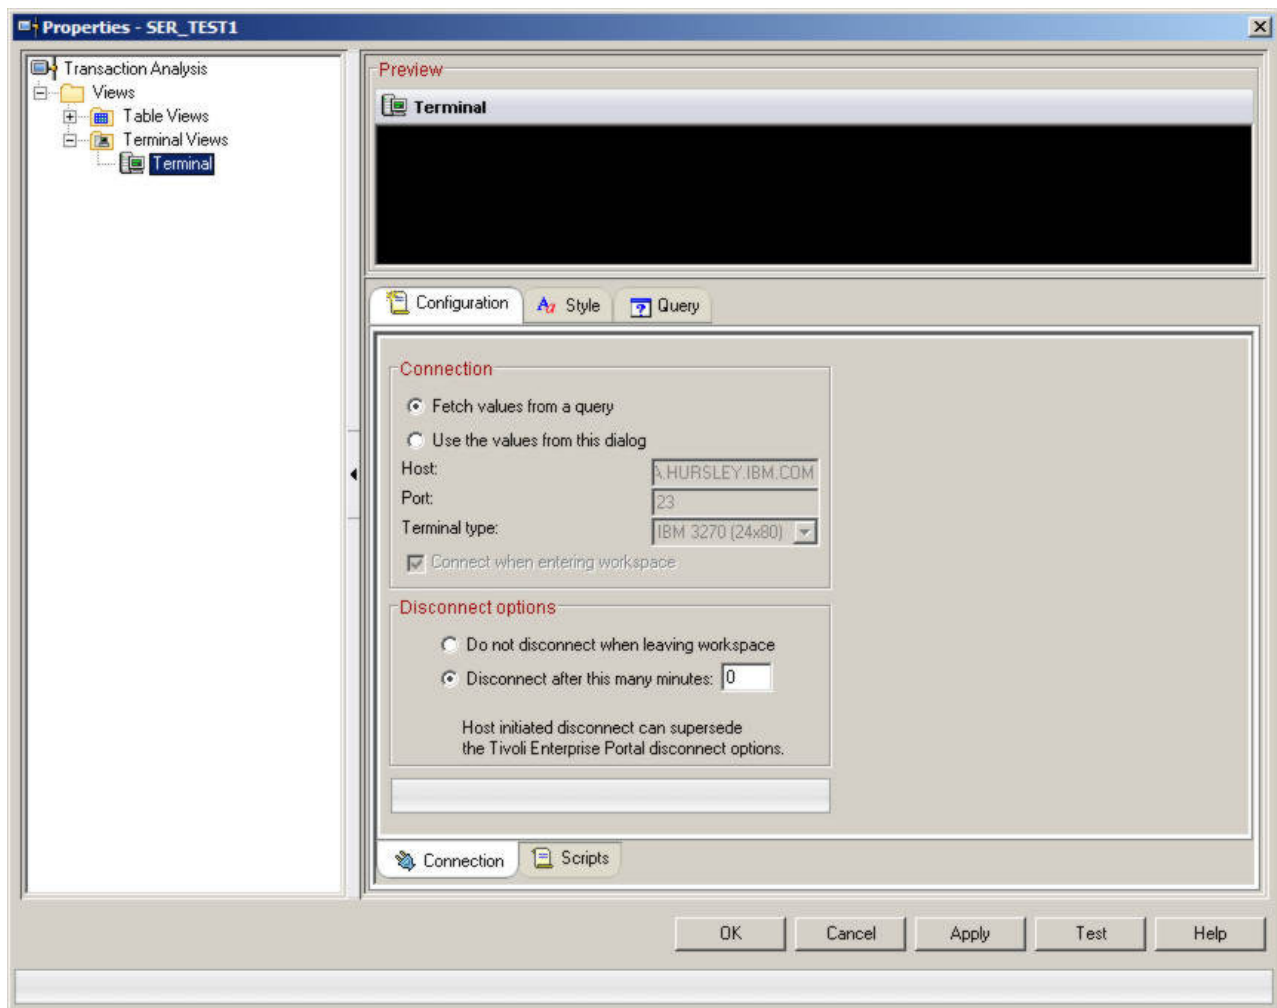 Properties - SER_TEST1
Transaction Analysis
Views
Table Views
Terminal Views
Terminal
Preview
Terminal
Configuration
Style
Query
Connection
Fetch values from a query
Use the values from this dialog
Host:
.HURSLEY.IBM.COM
Port:
23
Terminal type:
IBM 3270 (24x80)
Connect when entering workspace
Disconnect options
Do not disconnect when leaving workspace
Disconnect after this many minutes: 0
Host initiated disconnect can supersede
the Tivoli Enterprise Portal disconnect options.
Connection
Scripts
OK
Cancel
Apply
Test
Help